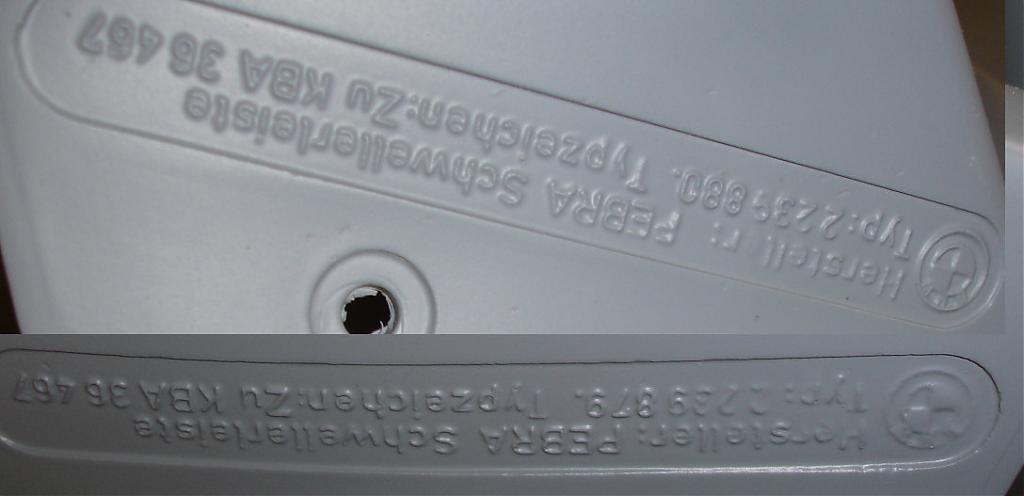 Hersteller: PEBRA Schwellerleiste
Typ: 2 239 880. Typzeichen: Zu KBA 36 467
Hersteller: PEBRA Schwellerleiste
Typ: 2 239 879. Typzeichen: Zu KBA 36 467